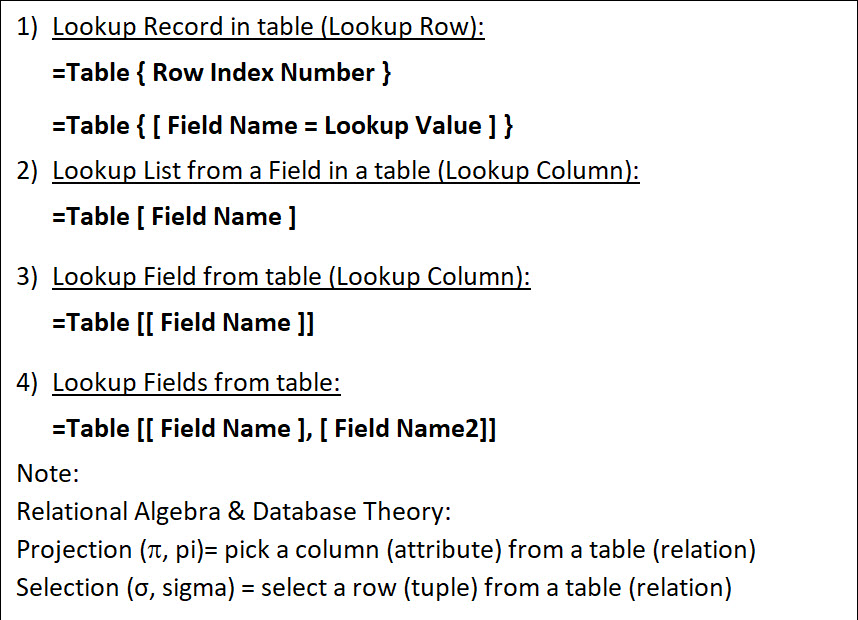 1) Lookup Record in table (Lookup Row):
=Table { Row Index Number }
=Table { [ Field Name = Lookup Value ] }
2) Lookup List from a Field in a table (Lookup Column):
=Table [ Field Name ]
3) Lookup Field from table (Lookup Column):
=Table [[ Field Name ]]
4) Lookup Fields from table:
=Table [[ Field Name ], [ Field Name2]]
Note:
Relational Algebra & Database Theory:
Projection (π, pi)= pick a column (attribute) from a table (relation)
Selection (σ, sigma) = select a row (tuple) from a table (relation)